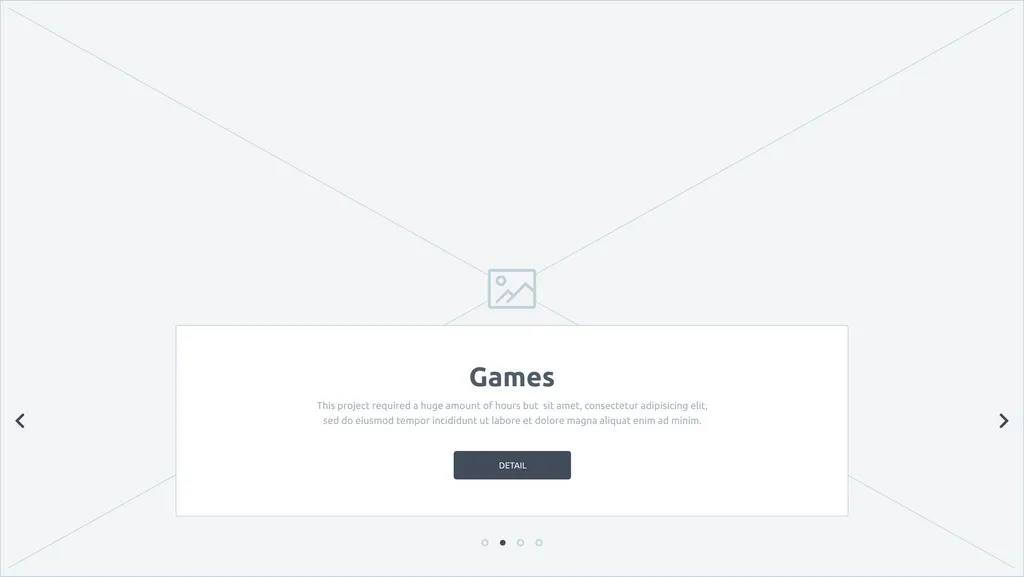 Games
This project required a huge amount of hours but  sit amet, consectetur adipisicing elit,
sed do eiusmod tempor incididunt ut labore et dolore magna aliquat enim ad minim.
DETAIL